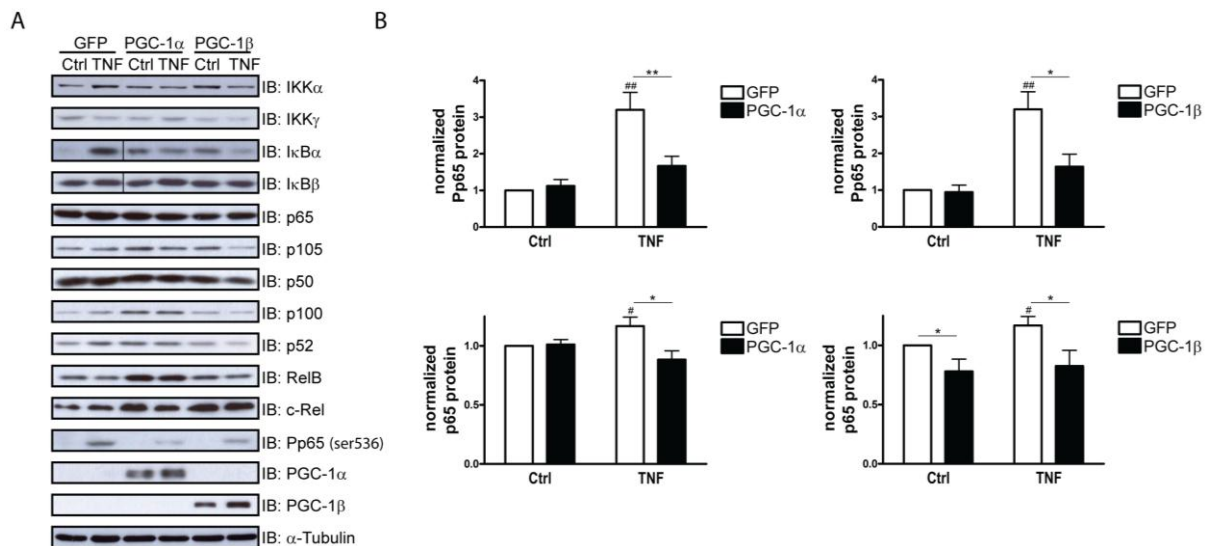 A
GFP PGC-1α PGC-1β
Ctrl TNF Ctrl TNF Ctrl TNF
IB: IKKα
IB: IKKγ
IB: IκBα
IB: IκBβ
IB: p65
IB: p105
IB: p50
IB: p100
IB: p52
IB: RelB
IB: c-Rel
IB: Pp65 (ser536)
IB: PGC-1α
IB: PGC-1β
IB: α-Tubulin
B
normalized
Pp65 protein
4
3
2
1
0
##
**
Ctrl TNF
GFP
PGC-1α
normalized
Pp65 protein
4
3
2
1
0
##
*
Ctrl TNF
GFP
PGC-1β
normalized
p65 protein
1.0
0.5
0.0
#
*
Ctrl TNF
GFP
PGC-1α
normalized
p65 protein
1.0
0.5
0.0
*
#
*
Ctrl TNF
GFP
PGC-1β